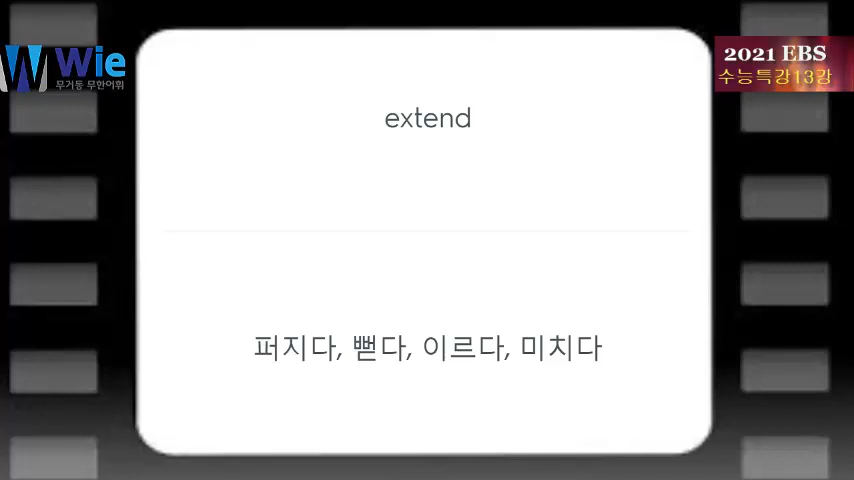 Wie
무거동 무한어휘
2021 EBS
수능특강13강
extend
퍼지다, 뻗다, 이르다, 미치다